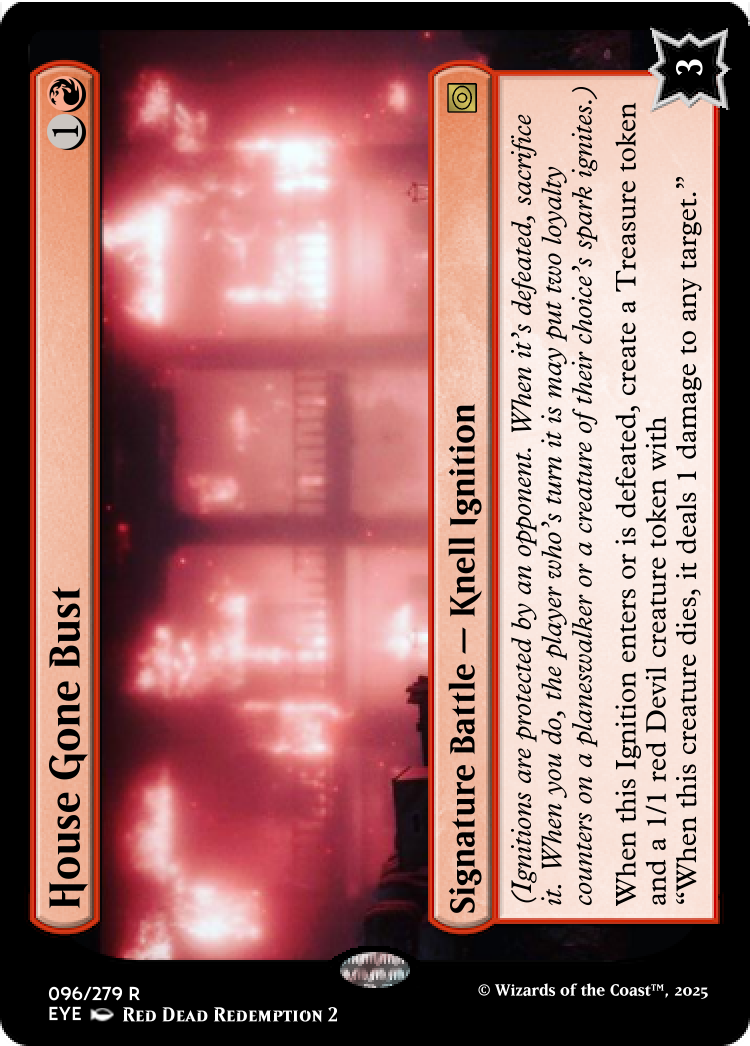 House Gone Bust
1
Signature Battle — Knell Ignition
3
(Ignitions are protected by an opponent. When it's defeated, sacrifice
it. When you do, the player who's turn it is may put two loyalty
counters on a planeswalker or a creature of their choice's spark ignites.)
When this Ignition enters or is defeated, create a Treasure token
and a 1/1 red Devil creature token with
“When this creature dies, it deals 1 damage to any target.”
096/279 R
EYE Red Dead Redemption 2
© Wizards of the Coast™, 2025